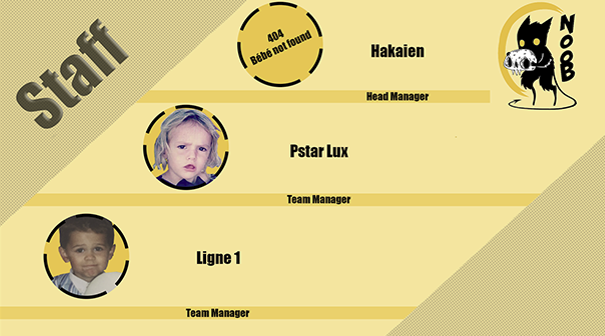 Staff
404
Bébé not found
Hakaien
NOOB
Head Manager
Pstar Lux
Team Manager
Ligne 1
Team Manager